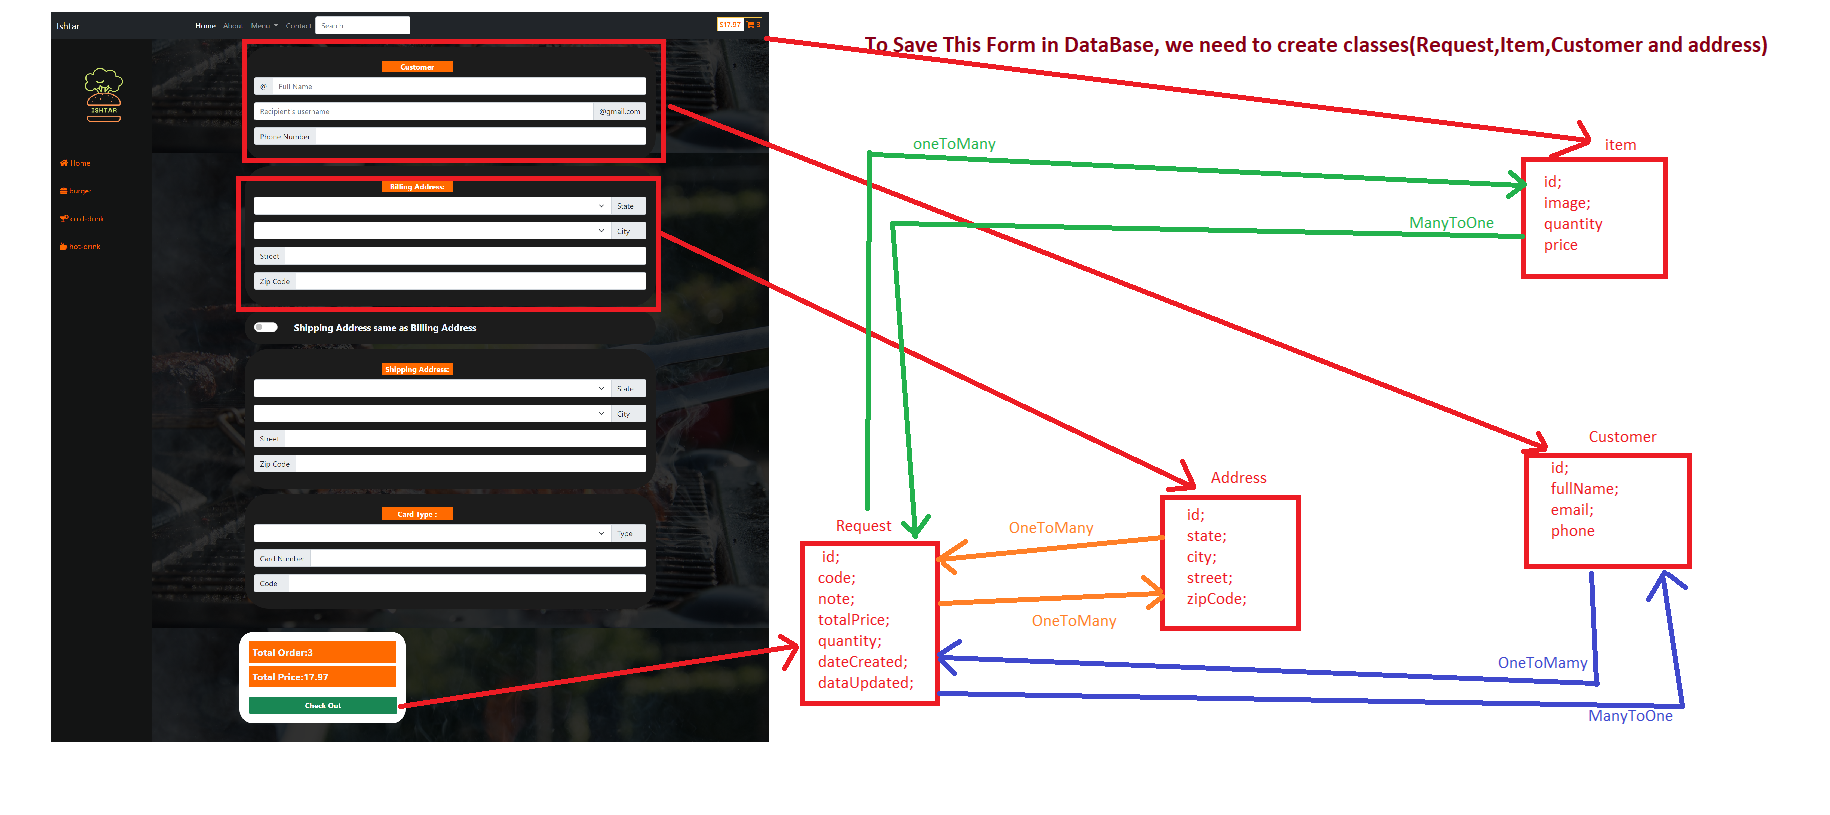 Ishtar
Home About Menu Contact Search
$17.97 3
To Save This Form in DataBase, we need to create classes(Request,Item,Customer and address)
ISHTAR
Home
burger
cold-drink
hot-drink
Customer
@ Full Name
Recipient's username @gmail.com
Phone Number
Billing Address:
State
City
Street
Zip Code
Shipping Address same as Billing Address
Shipping Address:
State
City
Street
Zip Code
Card Type :
Type
Card Number
Code
Total Order:3
Total Price:17.97
Check Out
oneToMany
ManyToOne
item
id;
image;
quantity
price
Customer
id;
fullName;
email;
phone
Address
id;
state;
city;
street;
zipCode;
Request
id;
code;
note;
totalPrice;
quantity;
dateCreated;
dataUpdated;
OneToMany
OneToMany
OneToMamy
ManyToOne